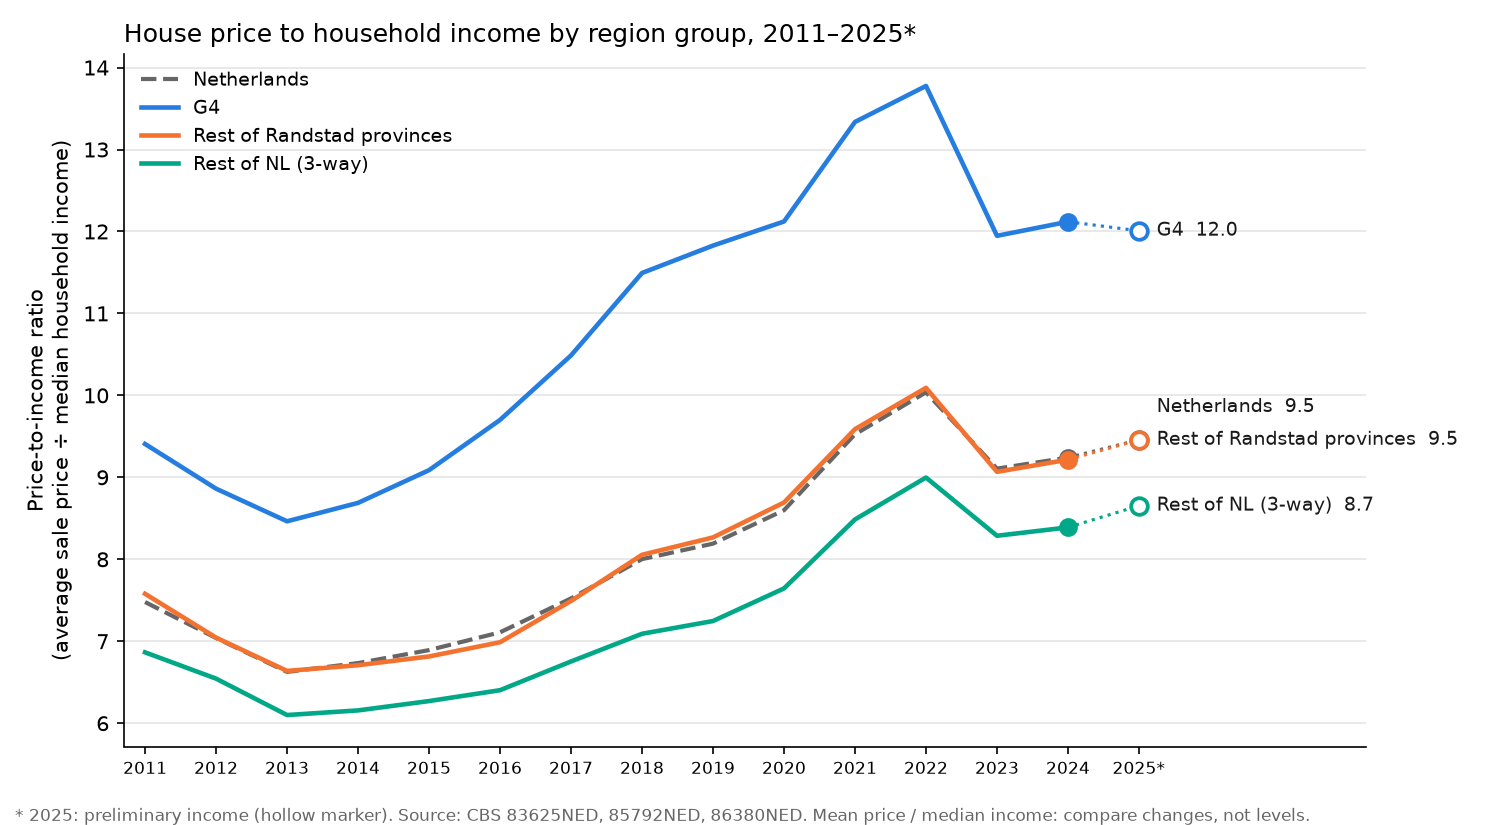 House price to household income by region group, 2011–2025*
Price-to-income ratio
(average sale price ÷ median household income)
14
13
12
11
10
9
8
7
6
Netherlands
G4
Rest of Randstad provinces
Rest of NL (3-way)
G4 12.0
Netherlands 9.5
Rest of Randstad provinces 9.5
Rest of NL (3-way) 8.7
2011 2012 2013 2014 2015 2016 2017 2018 2019 2020 2021 2022 2023 2024 2025*
* 2025: preliminary income (hollow marker). Source: CBS 83625NED, 85792NED, 86380NED. Mean price / median income: compare changes, not levels.